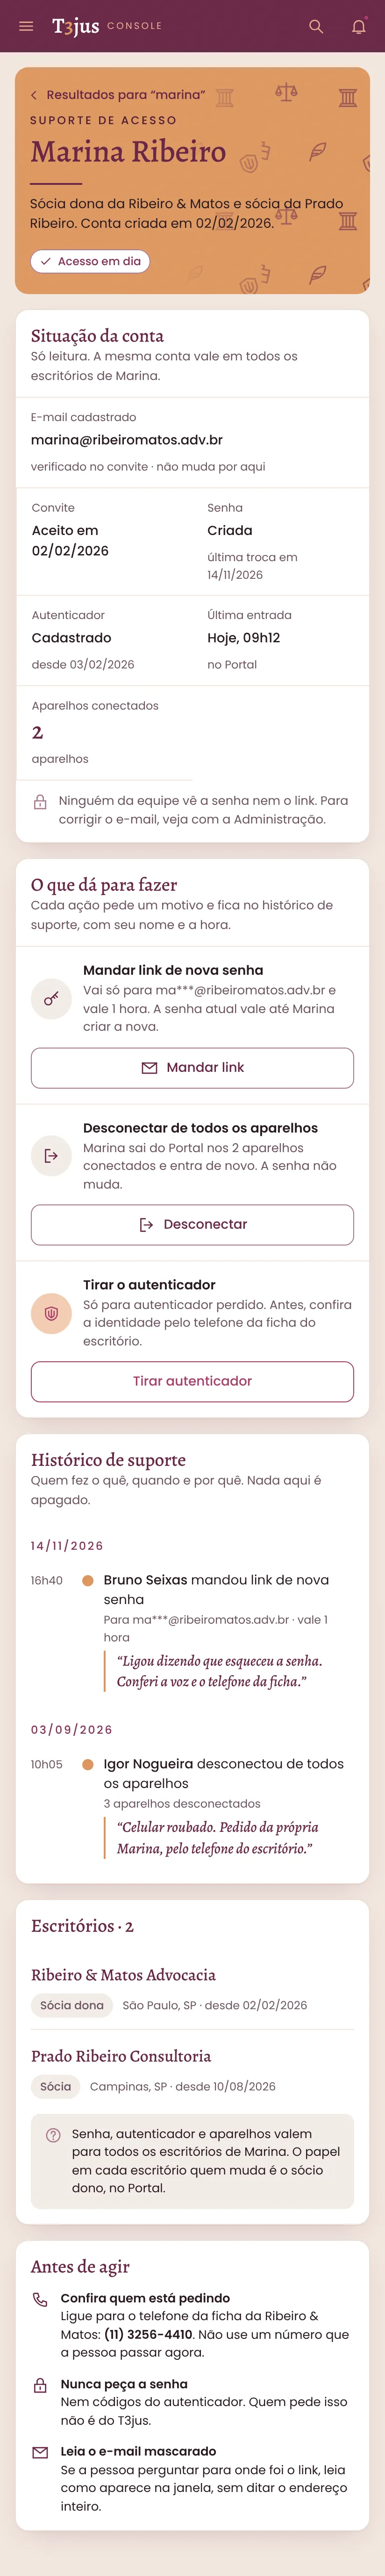 T3jus CONSOLE
Resultados para “marina”
SUPORTE DE ACESSO
Marina Ribeiro
Sócia dona da Ribeiro & Matos e sócia da Prado
Ribeiro. Conta criada em 02/02/2026.
Acesso em dia
Situação da conta
Só leitura. A mesma conta vale em todos os
escritórios de Marina.
E-mail cadastrado
marina@ribeiromatos.adv.br
verificado no convite · não muda por aqui
Convite
Aceito em
02/02/2026
Senha
Criada
última troca em
14/11/2026
Autenticador
Cadastrado
desde 03/02/2026
Última entrada
Hoje, 09h12
no Portal
Aparelhos conectados
2
aparelhos
Ninguém da equipe vê a senha nem o link. Para
corrigir o e-mail, veja com a Administração.
O que dá para fazer
Cada ação pede um motivo e fica no histórico de
suporte, com seu nome e a hora.
Mandar link de nova senha
Vai só para ma***@ribeiromatos.adv.br e
vale 1 hora. A senha atual vale até Marina
criar a nova.
Mandar link
Desconectar de todos os aparelhos
Marina sai do Portal nos 2 aparelhos
conectados e entra de novo. A senha não
muda.
Desconectar
Tirar o autenticador
Só para autenticador perdido. Antes, confira
a identidade pelo telefone da ficha do
escritório.
Tirar autenticador
Histórico de suporte
Quem fez o quê, quando e por quê. Nada aqui é
apagado.
14/11/2026
16h40
Bruno Seixas mandou link de nova
senha
Para ma***@ribeiromatos.adv.br · vale 1
hora
“Ligou dizendo que esqueceu a senha.
Conferi a voz e o telefone da ficha.”
03/09/2026
10h05
Igor Nogueira desconectou de todos
os aparelhos
3 aparelhos desconectados
“Celular roubado. Pedido da própria
Marina, pelo telefone do escritório.”
Escritórios · 2
Ribeiro & Matos Advocacia
Sócia dona São Paulo, SP · desde 02/02/2026
Prado Ribeiro Consultoria
Sócia Campinas, SP · desde 10/08/2026
Senha, autenticador e aparelhos valem
para todos os escritórios de Marina. O papel
em cada escritório quem muda é o sócio
dono, no Portal.
Antes de agir
Confira quem está pedindo
Ligue para o telefone da ficha da Ribeiro &
Matos: (11) 3256-4410. Não use um número que
a pessoa passar agora.
Nunca peça a senha
Nem códigos do autenticador. Quem pede isso
não é do T3jus.
Leia o e-mail mascarado
Se a pessoa perguntar para onde foi o link, leia
como aparece na janela, sem ditar o endereço
inteiro.